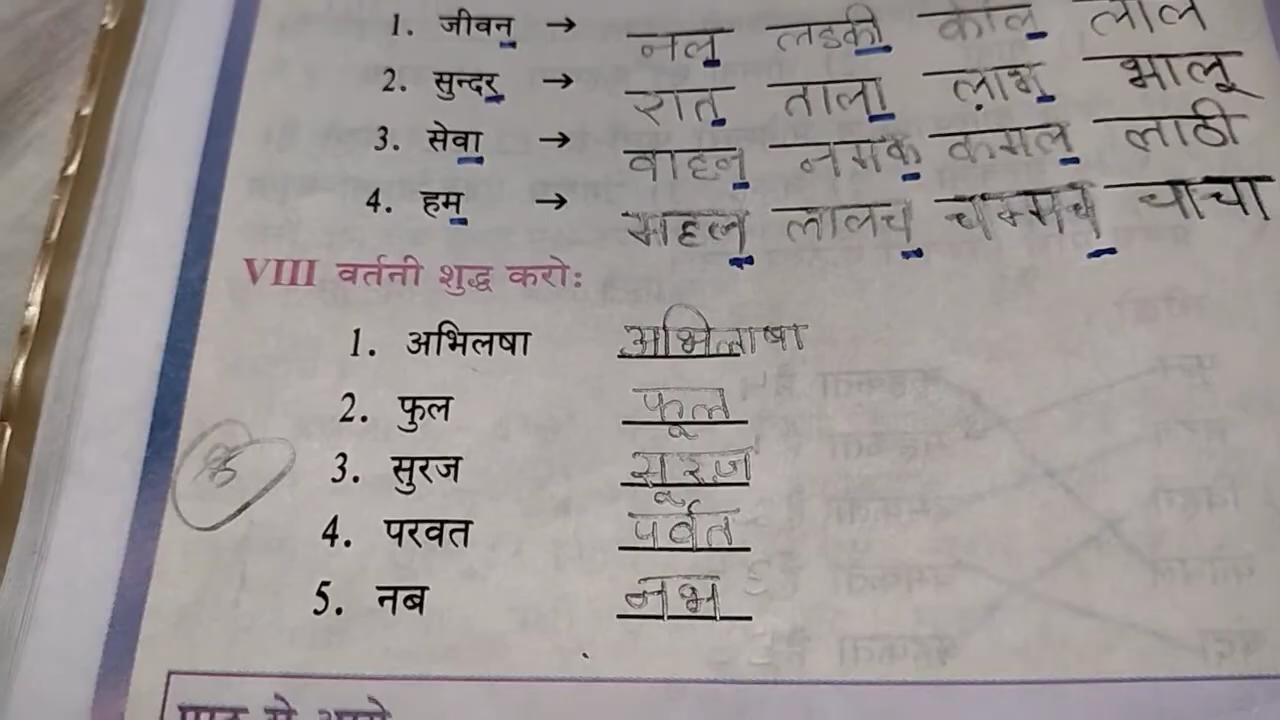 1. जीवन → नल लडकी काल लाल
2. सुन्दर → रात ताला लाभ भालू
3. सेवा → वाहन नमक कमल लाठी
4. हम → महल लालच चम्मच चाचा
VIII वर्तनी शुद्ध करो:
1. अभिलषा अभिलाषा
2. फुल फूल
3. सुरज सूरज
4. परवत पर्वत
5. नब नभ